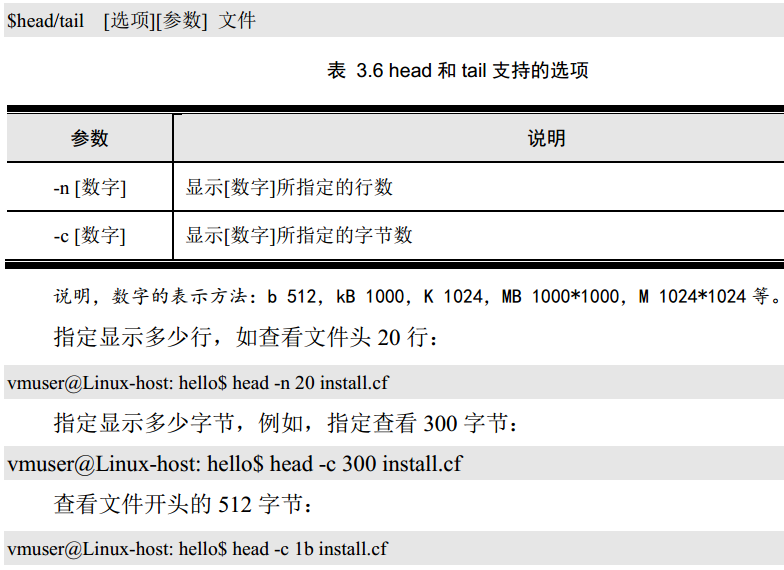 $head/tail [选项][参数] 文件
表 3.6 head 和 tail 支持的选项
参数 说明
-n [数字] 显示[数字]所指定的行数
-c [数字] 显示[数字]所指定的字节数
说明，数字的表示方法：b 512，kB 1000，K 1024，MB 1000*1000，M 1024*1024 等。
指定显示多少行，如查看文件头 20 行：
vmuser@Linux-host: hello$ head -n 20 install.cf
指定显示多少字节，例如，指定查看 300 字节：
vmuser@Linux-host: hello$ head -c 300 install.cf
查看文件开头的 512 字节：
vmuser@Linux-host: hello$ head -c 1b install.cf